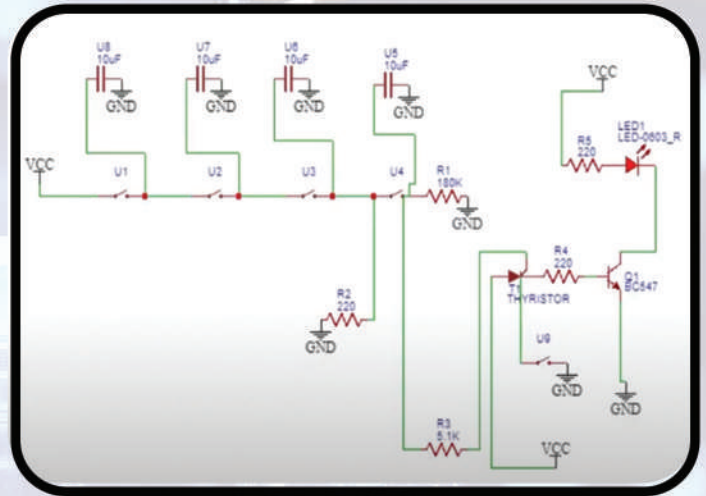 U8
10uF
GND
U7
10uF
GND
U6
10uF
GND
U5
10uF
GND
VCC
U1
U2
U3
U4
R1
180K
GND
VCC
R5
220
LED1
LED-0603_R
R2
220
GND
T1
THYRISTOR
R4
220
Q1
BC547
U9
GND
GND
R3
5.1K
VCC